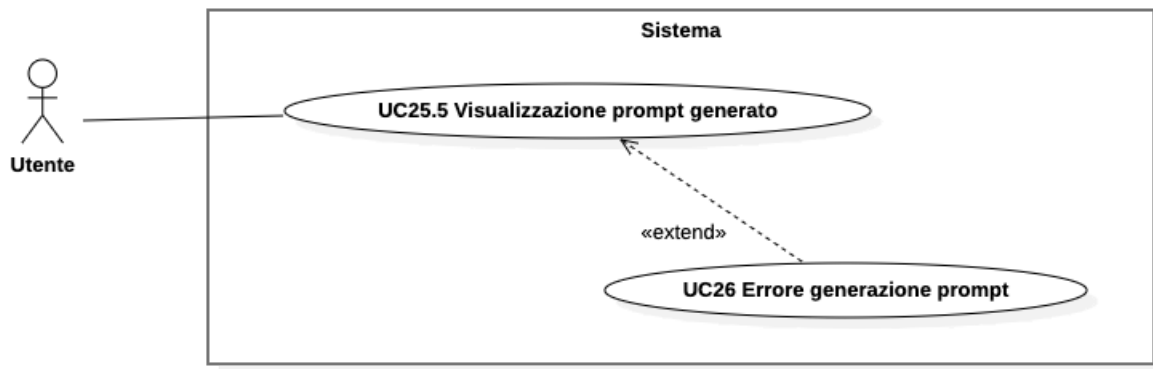 Sistema
UC25.5 Visualizzazione prompt generato
Utente
«extend»
UC26 Errore generazione prompt